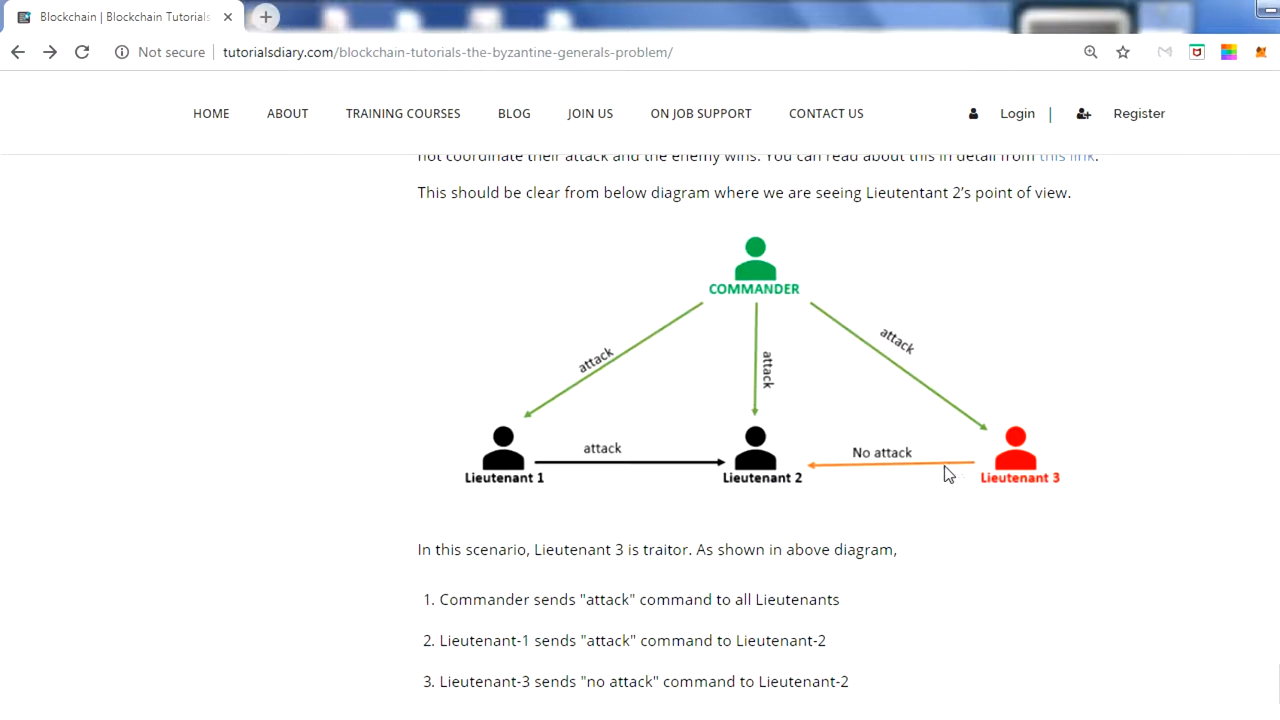 Blockchain | Blockchain Tutorials
Not secure
tutorialsdiary.com/blockchain-tutorials-the-byzantine-generals-problem/
HOME ABOUT TRAINING COURSES BLOG JOIN US ON JOB SUPPORT CONTACT US Login | Register
not coordinate their attack and the enemy wins. You can read about this in detail from this link.
This should be clear from below diagram where we are seeing Lieutentant 2's point of view.
COMMANDER
attack
attack
attack
attack
No attack
Lieutenant 1
Lieutenant 2
Lieutenant 3
In this scenario, Lieutenant 3 is traitor. As shown in above diagram,
1. Commander sends "attack" command to all Lieutenants
2. Lieutenant-1 sends "attack" command to Lieutenant-2
3. Lieutenant-3 sends "no attack" command to Lieutenant-2